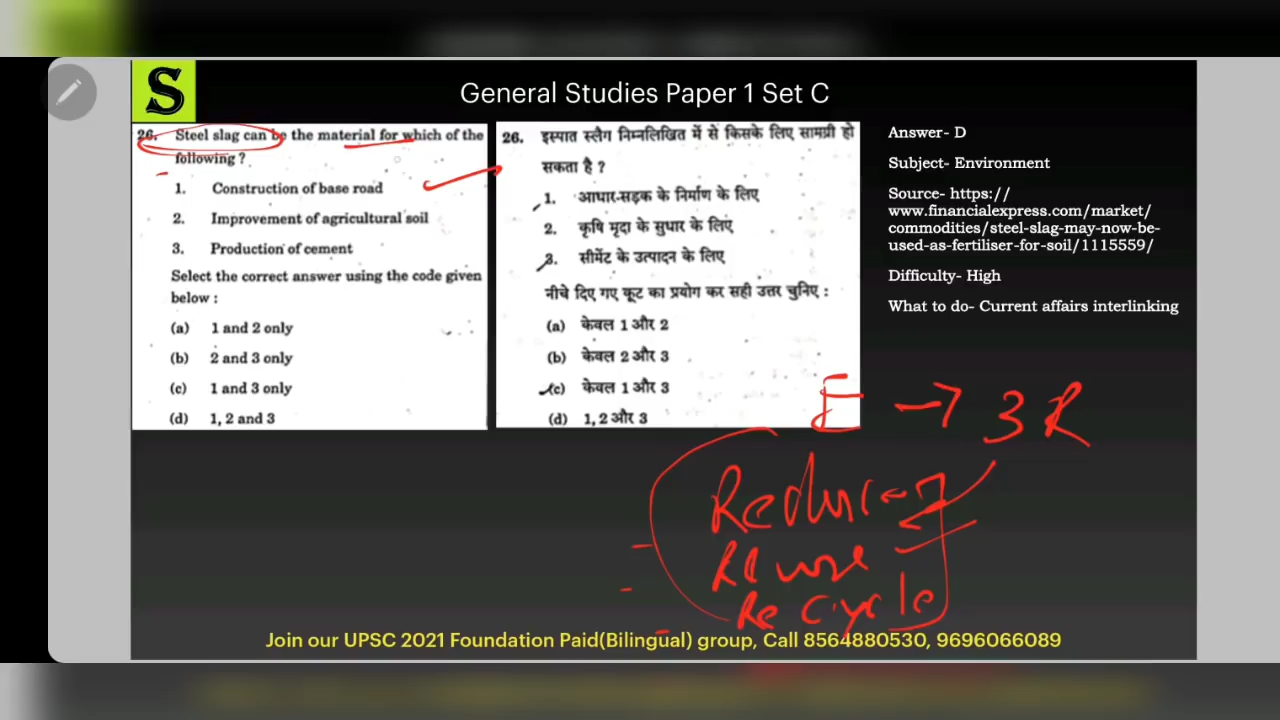 S
General Studies Paper 1 Set C
26. Steel slag can be the material for which of the
following ?
1. Construction of base road
2. Improvement of agricultural soil
3. Production of cement
Select the correct answer using the code given
below :
(a) 1 and 2 only
(b) 2 and 3 only
(c) 1 and 3 only
(d) 1, 2 and 3
26. इस्पात स्लैग निम्नलिखित में से किसके लिए सामग्री हो
सकता है ?
1. आधार-सड़क के निर्माण के लिए
2. कृषि मृदा के सुधार के लिए
3. सीमेंट के उत्पादन के लिए
नीचे दिए गए कूट का प्रयोग कर सही उत्तर चुनिए :
(a) केवल 1 और 2
(b) केवल 2 और 3
(c) केवल 1 और 3
(d) 1, 2 और 3
Answer- D
Subject- Environment
Source- https://
www.financialexpress.com/market/
commodities/steel-slag-may-now-be-
used-as-fertiliser-for-soil/1115559/
Difficulty- High
What to do- Current affairs interlinking
E → 3R
Reduce
Reuse
Recycle
Join our UPSC 2021 Foundation Paid(Bilingual) group, Call 8564880530, 9696066089